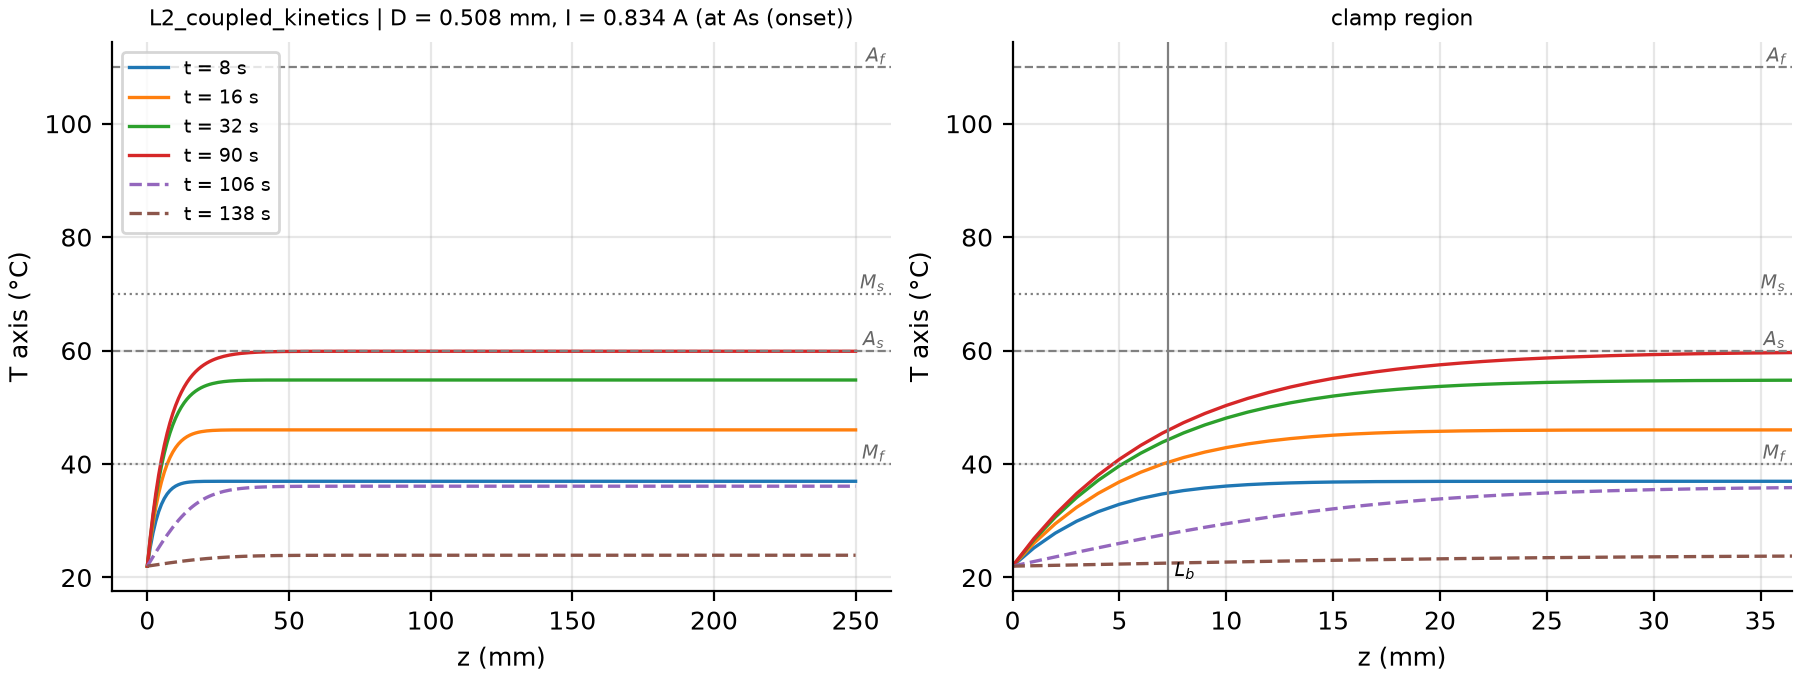 L2_coupled_kinetics | D = 0.508 mm, I = 0.834 A (at As (onset))
t = 8 s
t = 16 s
t = 32 s
t = 90 s
t = 106 s
t = 138 s
A_f
M_s
A_s
M_f
100
80
60
40
20
T axis (°C)
0
50
100
150
200
250
z (mm)
clamp region
A_f
M_s
A_s
M_f
L_b
100
80
60
40
20
T axis (°C)
0
5
10
15
20
25
30
35
z (mm)